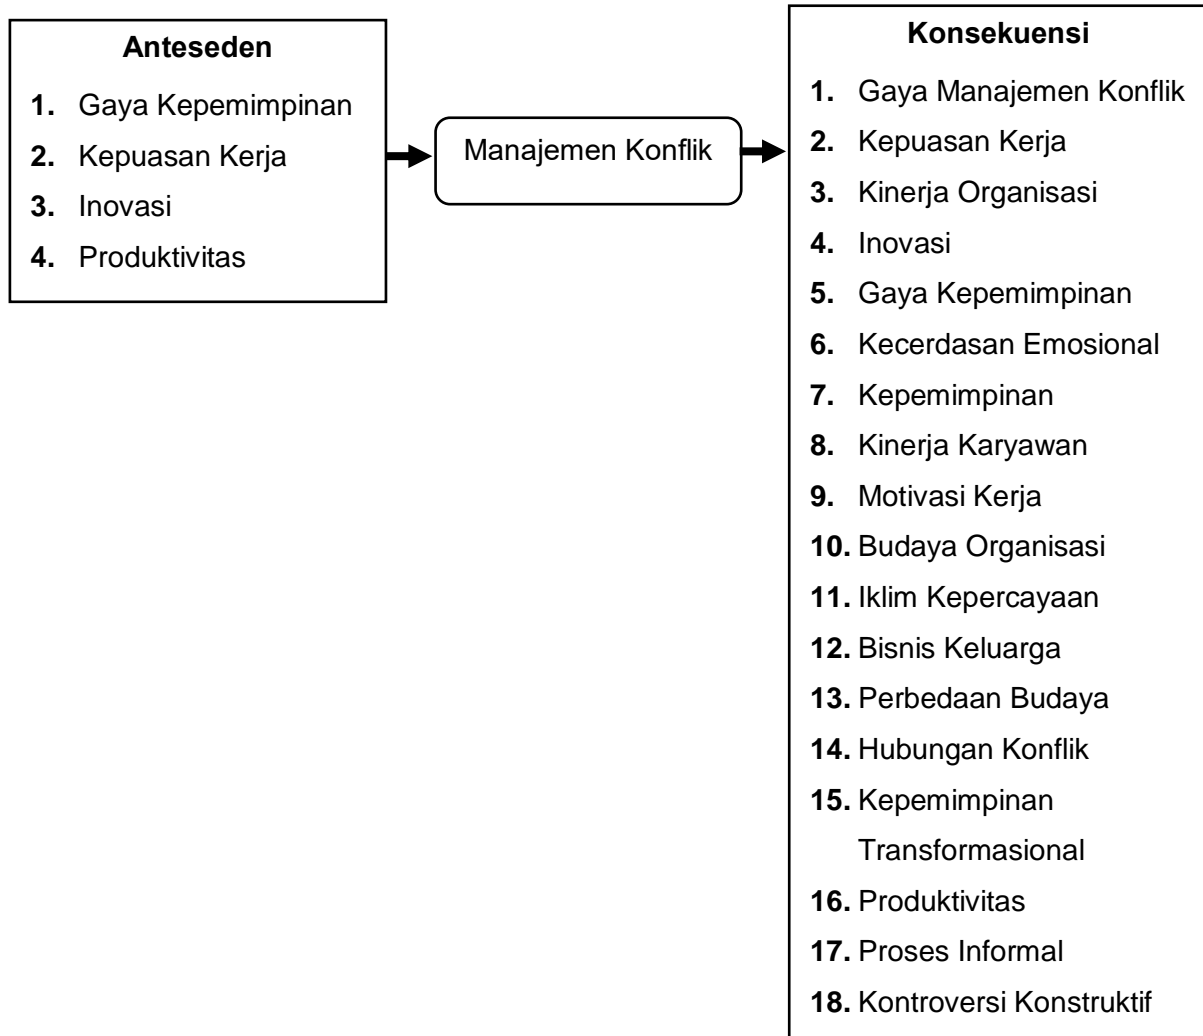 Anteseden
1. Gaya Kepemimpinan
2. Kepuasan Kerja
3. Inovasi
4. Produktivitas
Manajemen Konflik
Konsekuensi
1. Gaya Manajemen Konflik
2. Kepuasan Kerja
3. Kinerja Organisasi
4. Inovasi
5. Gaya Kepemimpinan
6. Kecerdasan Emosional
7. Kepemimpinan
8. Kinerja Karyawan
9. Motivasi Kerja
10. Budaya Organisasi
11. Iklim Kepercayaan
12. Bisnis Keluarga
13. Perbedaan Budaya
14. Hubungan Konflik
15. Kepemimpinan
Transformasional
16. Produktivitas
17. Proses Informal
18. Kontroversi Konstruktif